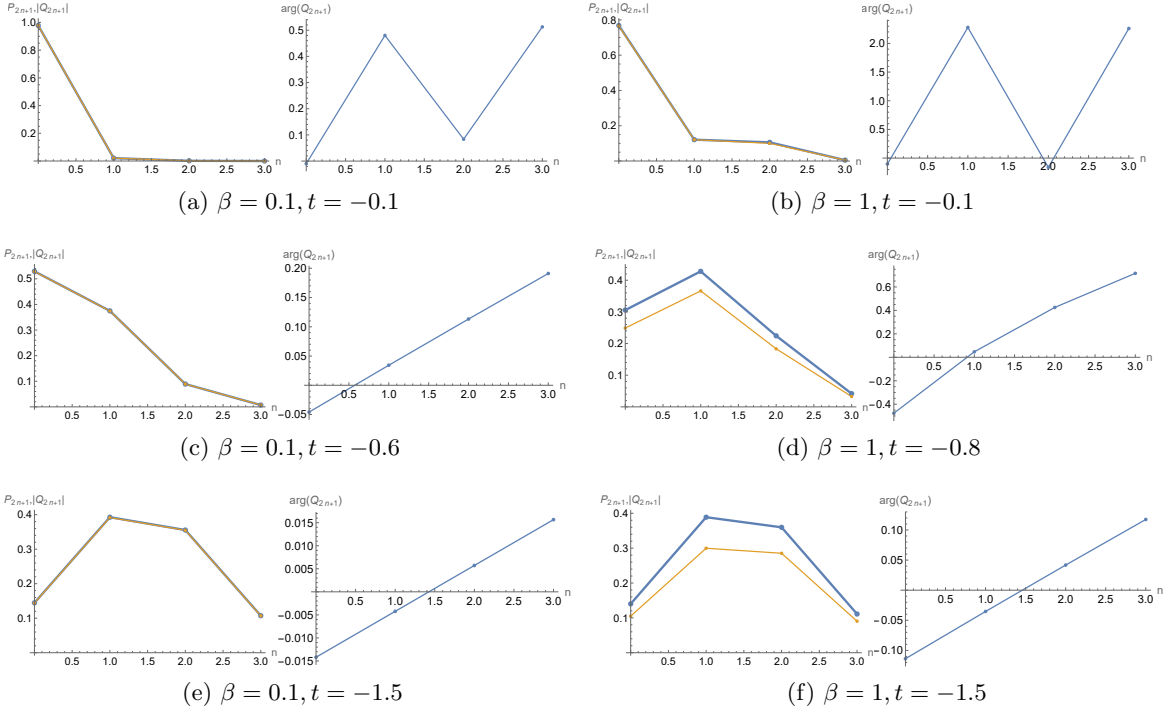 P2n+1,|Q2n+1|
1.0
0.8
0.6
0.4
0.2
0.5 1.0 1.5 2.0 2.5 3.0 n
arg(Q2n+1)
0.5
0.4
0.3
0.2
0.1
0.5 1.0 1.5 2.0 2.5 3.0 n
(a) β = 0.1, t = −0.1
P2n+1,|Q2n+1|
0.8
0.6
0.4
0.2
0.5 1.0 1.5 2.0 2.5 3.0 n
arg(Q2n+1)
2.0
1.5
1.0
0.5
0.5 1.0 1.5 2.0 2.5 3.0 n
(b) β = 1, t = −0.1
P2n+1,|Q2n+1|
0.5
0.4
0.3
0.2
0.1
0.5 1.0 1.5 2.0 2.5 3.0 n
arg(Q2n+1)
0.20
0.15
0.10
0.05
−0.05
0.5 1.0 1.5 2.0 2.5 3.0 n
(c) β = 0.1, t = −0.6
P2n+1,|Q2n+1|
0.4
0.3
0.2
0.1
0.5 1.0 1.5 2.0 2.5 3.0 n
arg(Q2n+1)
0.6
0.4
0.2
−0.2
−0.4
0.5 1.0 1.5 2.0 2.5 3.0 n
(d) β = 1, t = −0.8
P2n+1,|Q2n+1|
0.4
0.3
0.2
0.1
0.5 1.0 1.5 2.0 2.5 3.0 n
arg(Q2n+1)
0.015
0.010
0.005
−0.005
−0.010
−0.015
0.5 1.0 1.5 2.0 2.5 3.0 n
(e) β = 0.1, t = −1.5
P2n+1,|Q2n+1|
0.4
0.3
0.2
0.1
0.5 1.0 1.5 2.0 2.5 3.0 n
arg(Q2n+1)
0.10
0.05
−0.05
−0.10
0.5 1.0 1.5 2.0 2.5 3.0 n
(f) β = 1, t = −1.5